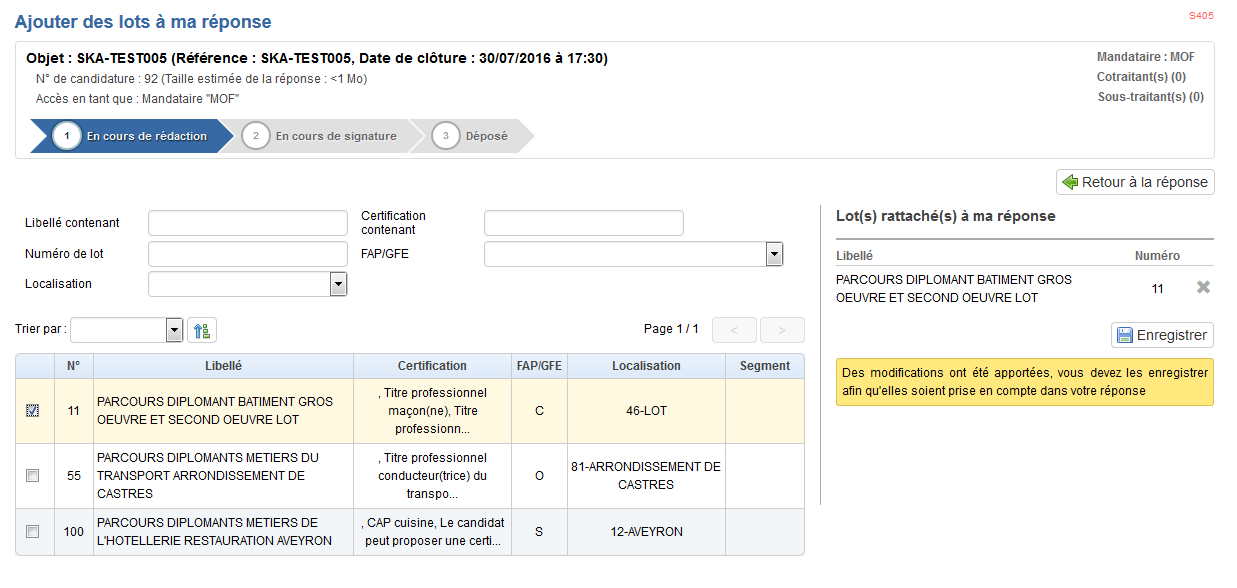 Ajouter des lots à ma réponse
S405
Objet : SKA-TEST005 (Référence : SKA-TEST005, Date de clôture : 30/07/2016 à 17:30)
N° de candidature : 92 (Taille estimée de la réponse : <1 Mo)
Accès en tant que : Mandataire "MOF"
Mandataire : MOF
Cotraitant(s) (0)
Sous-traitant(s) (0)
1 En cours de rédaction 2 En cours de signature 3 Déposé
Retour à la réponse
Libellé contenant
Certification
contenant
Numéro de lot
FAP/GFE
Localisation
Trier par :
Page 1 / 1
<
>
N° Libellé Certification FAP/GFE Localisation Segment
11
PARCOURS DIPLOMANT BATIMENT GROS
OEUVRE ET SECOND OEUVRE LOT
, Titre professionnel
maçon(ne), Titre
professionn...
C
46-LOT
55
PARCOURS DIPLOMANTS METIERS DU
TRANSPORT ARRONDISSEMENT DE
CASTRES
, Titre professionnel
conducteur(trice) du
transpo...
O
81-ARRONDISSEMENT DE
CASTRES
100
PARCOURS DIPLOMANTS METIERS DE
L'HOTELLERIE RESTAURATION AVEYRON
, CAP cuisine, Le candidat
peut proposer une certi...
S
12-AVEYRON
Lot(s) rattaché(s) à ma réponse
Libellé Numéro
PARCOURS DIPLOMANT BATIMENT GROS
OEUVRE ET SECOND OEUVRE LOT
11
Enregistrer
Des modifications ont été apportées, vous devez les enregistrer
afin qu'elles soient prise en compte dans votre réponse